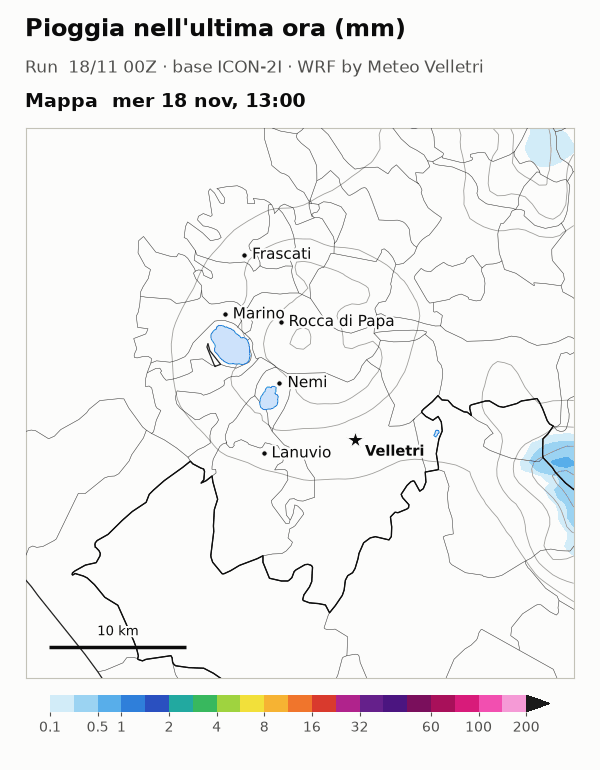 Pioggia nell'ultima ora (mm)
Run  18/11 00Z · base ICON-2I · WRF by Meteo Velletri
Mappa  mer 18 nov, 13:00
Frascati
Marino
Rocca di Papa
Nemi
Velletri
Lanuvio
10 km
0.1 0.5 1 2 4 8 16 32 60 100 200